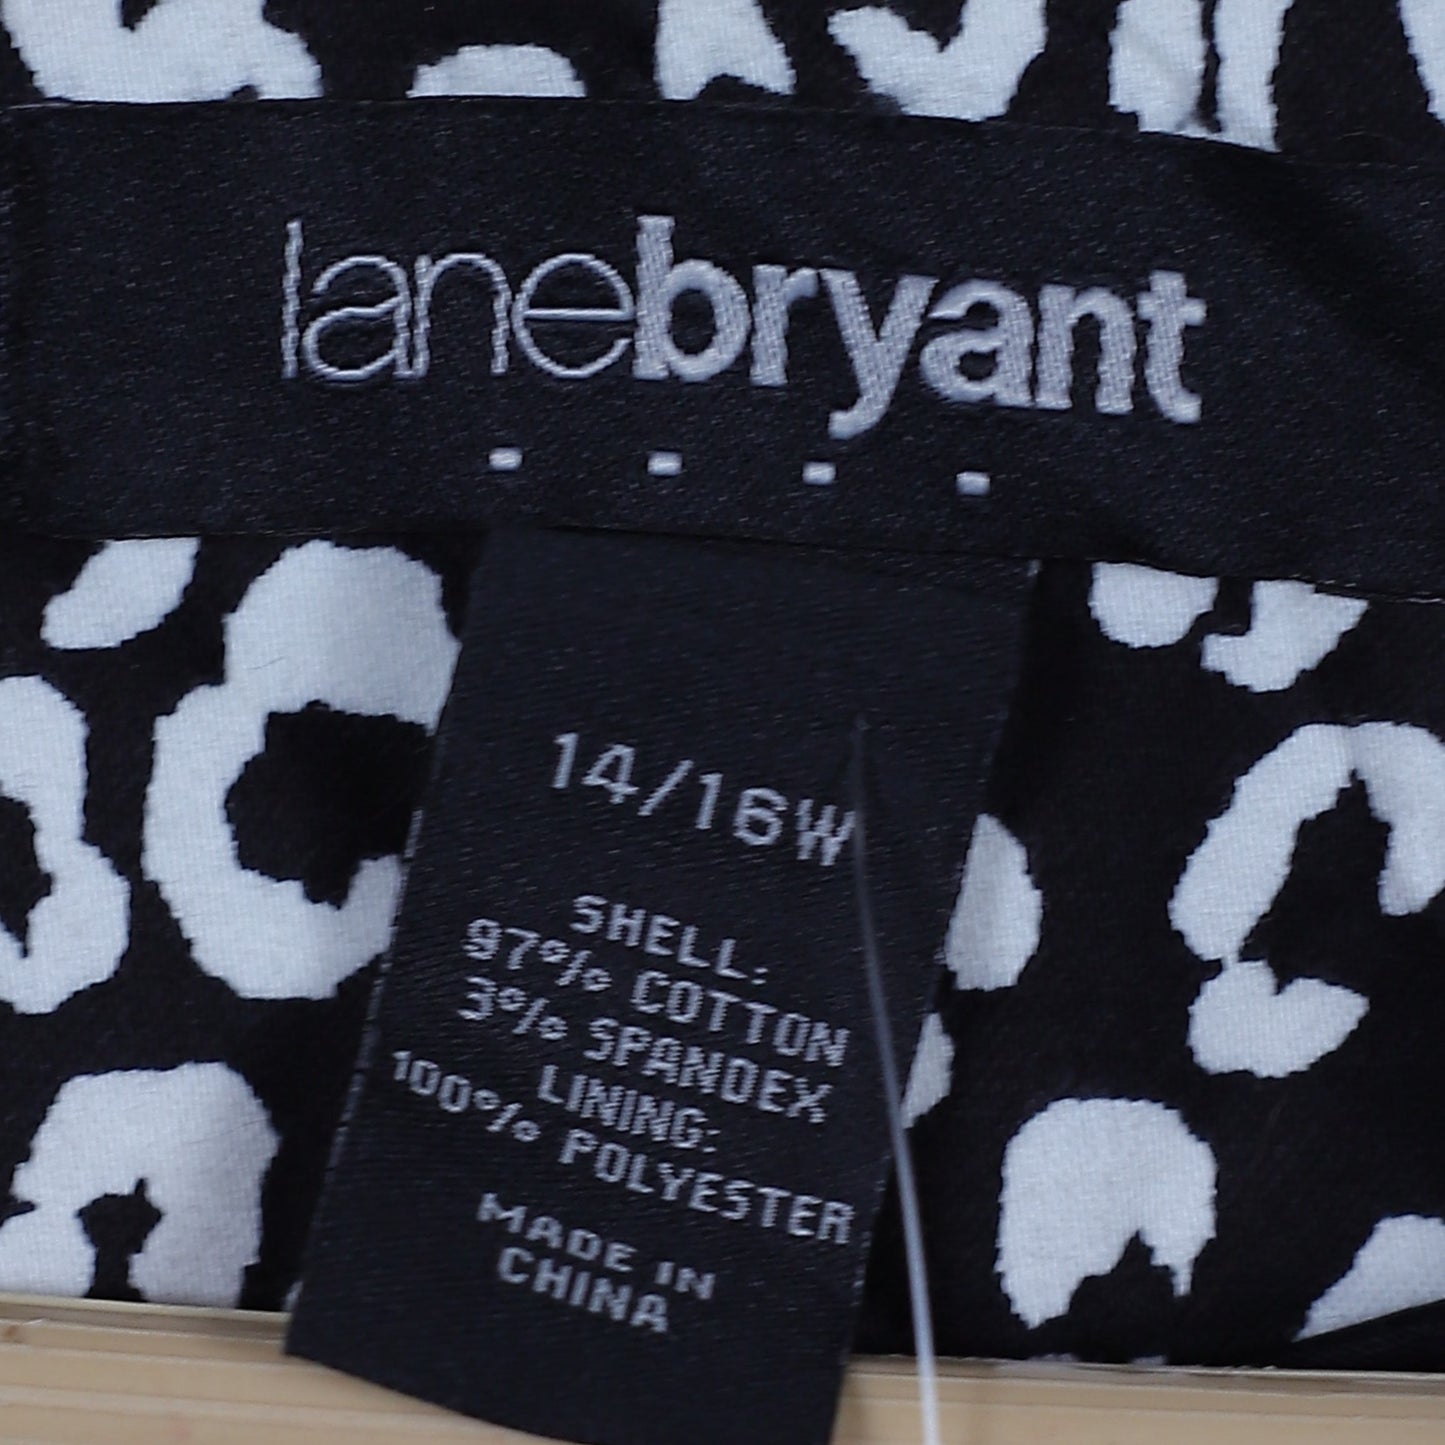 lanebryant
14/16W
SHELL:
97% COTTON
3% SPANDEX
LINING:
100% POLYESTER
MADE IN
CHINA